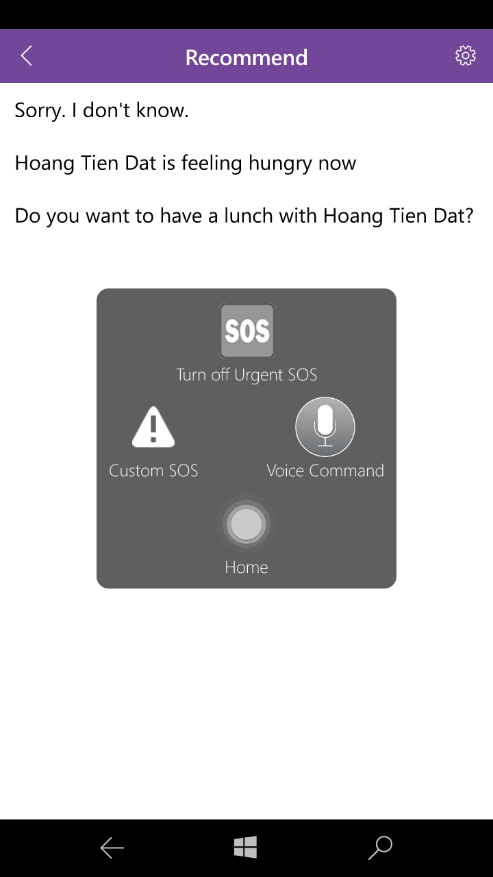 Recommend
Sorry. I don't know.
Hoang Tien Dat is feeling hungry now
Do you want to have a lunch with Hoang Tien Dat?
SOS
Turn off Urgent SOS
Custom SOS
Voice Command
Home